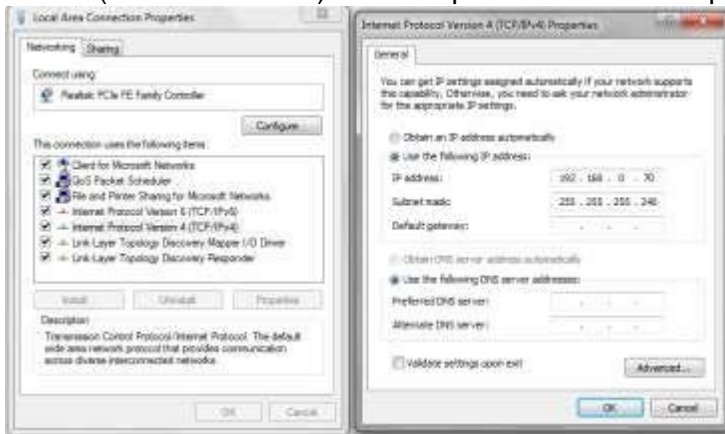 Local Area Connection Properties
Networking Sharing
Connect using:
Realtek PCIe FE Family Controller
Configure...
This connection uses the following items:
Client for Microsoft Networks
QoS Packet Scheduler
File and Printer Sharing for Microsoft Networks
Internet Protocol Version 6 (TCP/IPv6)
Internet Protocol Version 4 (TCP/IPv4)
Link-Layer Topology Discovery Mapper I/O Driver
Link-Layer Topology Discovery Responder
Install... Uninstall Properties
Description
Transmission Control Protocol/Internet Protocol. The default
wide area network protocol that provides communication
across diverse interconnected networks.
OK Cancel
Internet Protocol Version 4 (TCP/IPv4) Properties
General
You can get IP settings assigned automatically if your network supports
this capability. Otherwise, you need to ask your network administrator
for the appropriate IP settings.
Obtain an IP address automatically
Use the following IP address:
IP address: 192 . 168 . 0 . 70
Subnet mask: 255 . 255 . 255 .
Default gateway: . . .
Obtain DNS server address automatically
Use the following DNS server addresses:
Preferred DNS server: . . .
Alternate DNS server: . . .
Validate settings upon exit
Advanced...
OK Cancel